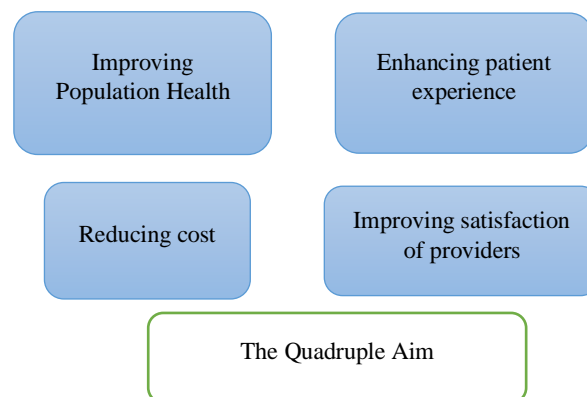 Improving
Population Health
Enhancing patient
experience
Reducing cost
Improving satisfaction
of providers
The Quadruple Aim